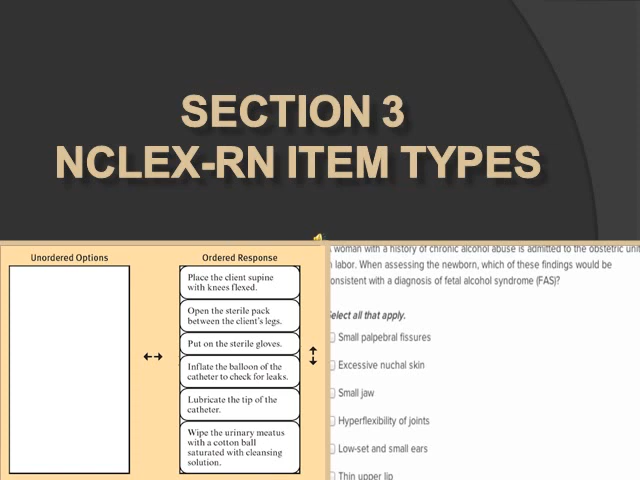 SECTION 3
NCLEX-RN ITEM TYPES
Unordered Options
Ordered Response
Place the client supine
with knees flexed.
Open the sterile pack
between the client's legs.
Put on the sterile gloves.
Inflate the balloon of the
catheter to check for leaks.
Lubricate the tip of the
catheter.
Wipe the urinary meatus
with a cotton ball
saturated with cleansing
solution.
woman with a history of chronic alcohol abuse is admitted to the obstetric unit
labor. When assessing the newborn, which of these findings would be
onsistent with a diagnosis of fetal alcohol syndrome (FAS)?
elect all that apply.
Small palpebral fissures
Excessive nuchal skin
Small jaw
Hyperflexibility of joints
Low-set and small ears
Thin upper lip